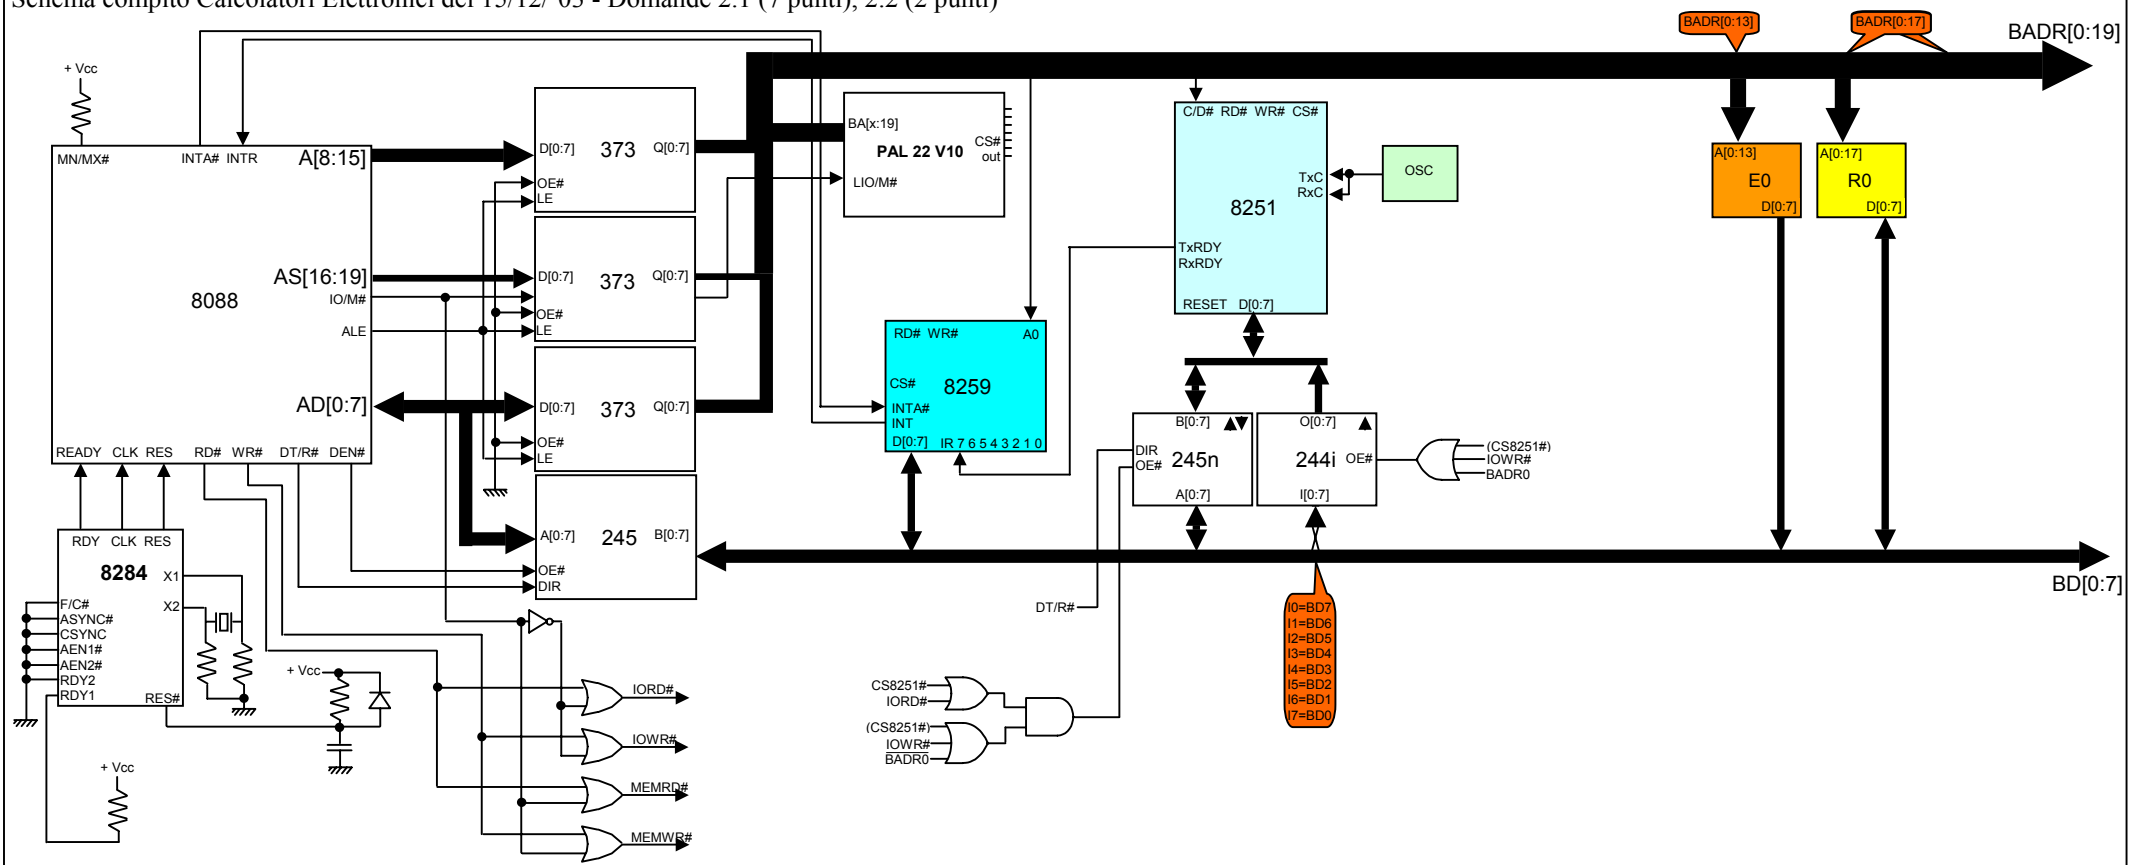 Schema compito Calcolatori Elettronici del 15/12/'03 - Domande 2.1 (7 punti), 2.2 (2 punti)
BADR[0:13]
BADR[0:17]
BADR[0:19]
+ Vcc
MN/MX#
INTA# INTR
A[8:15]
AS[16:19]
IO/M#
8088
ALE
AD[0:7]
READY CLK RES RD# WR# DT/R# DEN#
D[0:7] 373 Q[0:7]
OE#
LE
D[0:7] 373 Q[0:7]
OE#
LE
D[0:7] 373 Q[0:7]
OE#
LE
A[0:7] 245 B[0:7]
OE#
DIR
BA[x:19]
PAL 22 V10
CS#
out
LIO/M#
C/D# RD# WR# CS#
TxC
RxC
8251
TxRDY
RxRDY
RESET D[0:7]
OSC
A[0:13]
E0
D[0:7]
A[0:17]
R0
D[0:7]
RD# WR# A0
CS# 8259
INTA#
INT
D[0:7] IR 7 6 5 4 3 2 1 0
B[0:7]
DIR
OE# 245n
A[0:7]
O[0:7]
244i OE#
I[0:7]
(CS8251#)
IOWR#
BADR0
BD[0:7]
DT/R#
I0=BD7
I1=BD6
I2=BD5
I3=BD4
I4=BD3
I5=BD2
I6=BD1
I7=BD0
RDY CLK RES
8284 X1
X2
F/C#
ASYNC#
CSYNC
AEN1#
AEN2#
RDY2
RDY1
RES#
+ Vcc
+ Vcc
IORD#
IOWR#
MEMRD#
MEMWR#
CS8251#
IORD#
(CS8251#)
IOWR#
BADR0